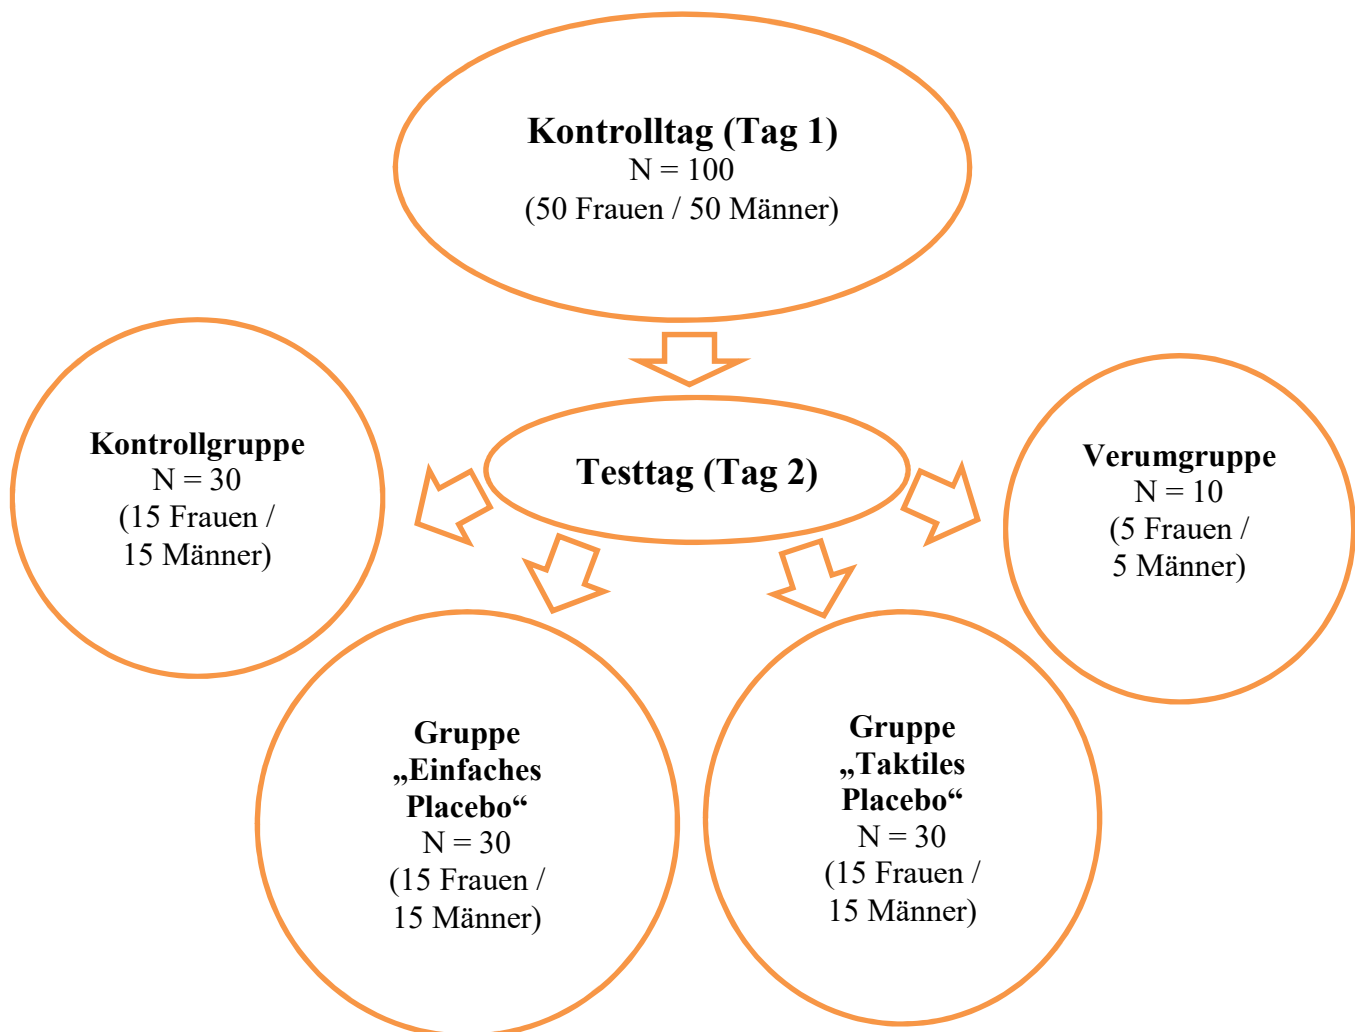 Kontrolltag (Tag 1)
N = 100
(50 Frauen / 50 Männer)
Kontrollgruppe
N = 30
(15 Frauen /
15 Männer)
Testtag (Tag 2)
Verumgruppe
N = 10
(5 Frauen /
5 Männer)
Gruppe
„Einfaches
Placebo“
N = 30
(15 Frauen /
15 Männer)
Gruppe
„Taktiles
Placebo“
N = 30
(15 Frauen /
15 Männer)